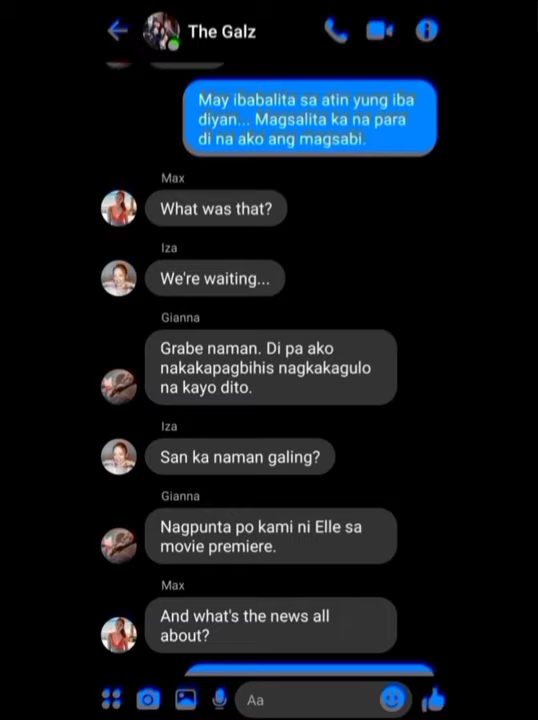 The Galz
May ibabalita sa atin yung iba
diyan... Magsalita ka na para
di na ako ang magsabi.
Max
What was that?
Iza
We're waiting...
Gianna
Grabe naman. Di pa ako
nakakapagbihis nagkakagulo
na kayo dito.
Iza
San ka naman galing?
Gianna
Nagpunta po kami ni Elle sa
movie premiere.
Max
And what's the news all
about?
Aa